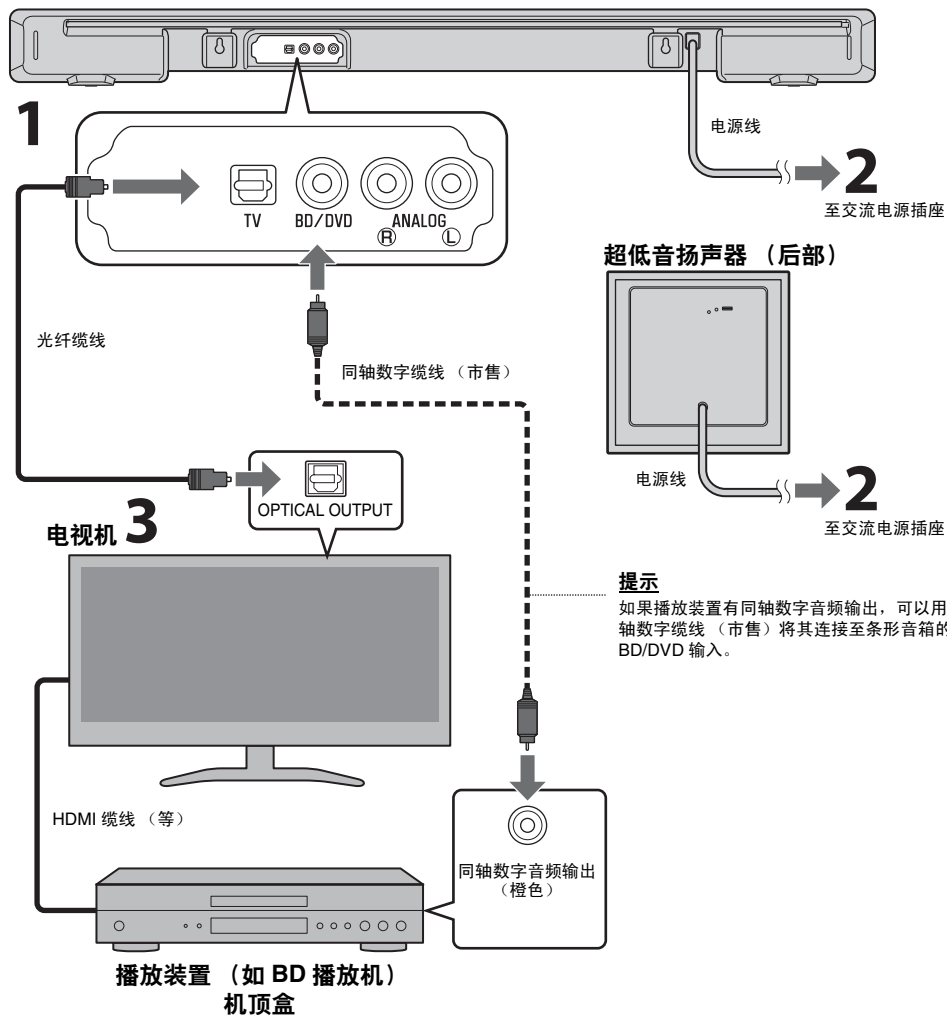 1
电源线
2
至交流电源插座
TV
BD/DVD
ANALOG
R
L
超低音扬声器 （后部）
光纤缆线
同轴数字缆线 （市售）
电源线
2
至交流电源插座
OPTICAL OUTPUT
电视机 3
提示
如果播放装置有同轴数字音频输出，可以用
轴数字缆线 （市售）将其连接至条形音箱的
BD/DVD 输入。
HDMI 缆线 （等）
同轴数字音频输出
（橙色）
播放装置 （如 BD 播放机）
机顶盒